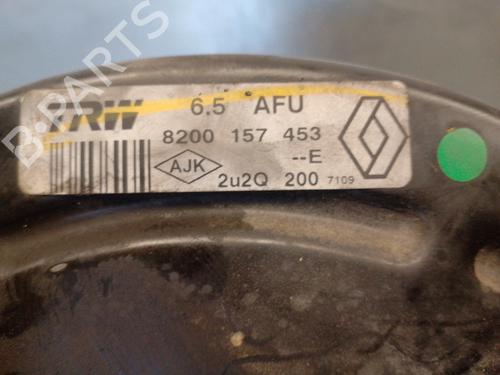 TRW 6.5 AFU
8200 157 453
--E
AJK
2u2Q 200 7109
B-PARTS